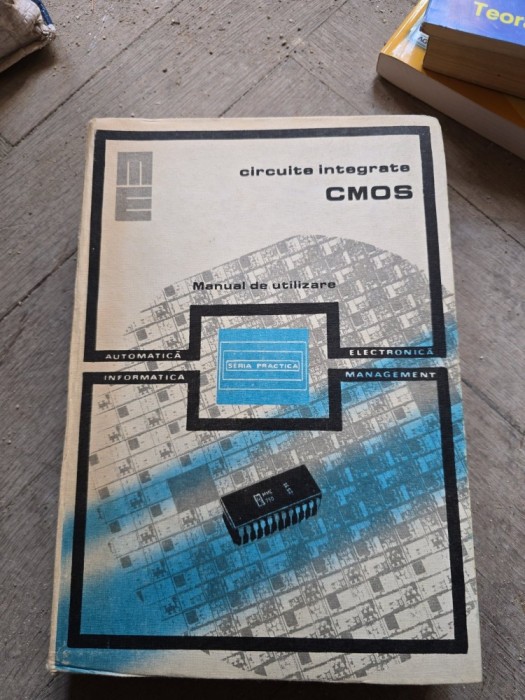 Teor
circuite integrate
CMOS
Manual de utilizare
AUTOMATICĂ
ELECTRONICĂ
SERIA PRACTICĂ
INFORMATICĂ
MANAGEMENT